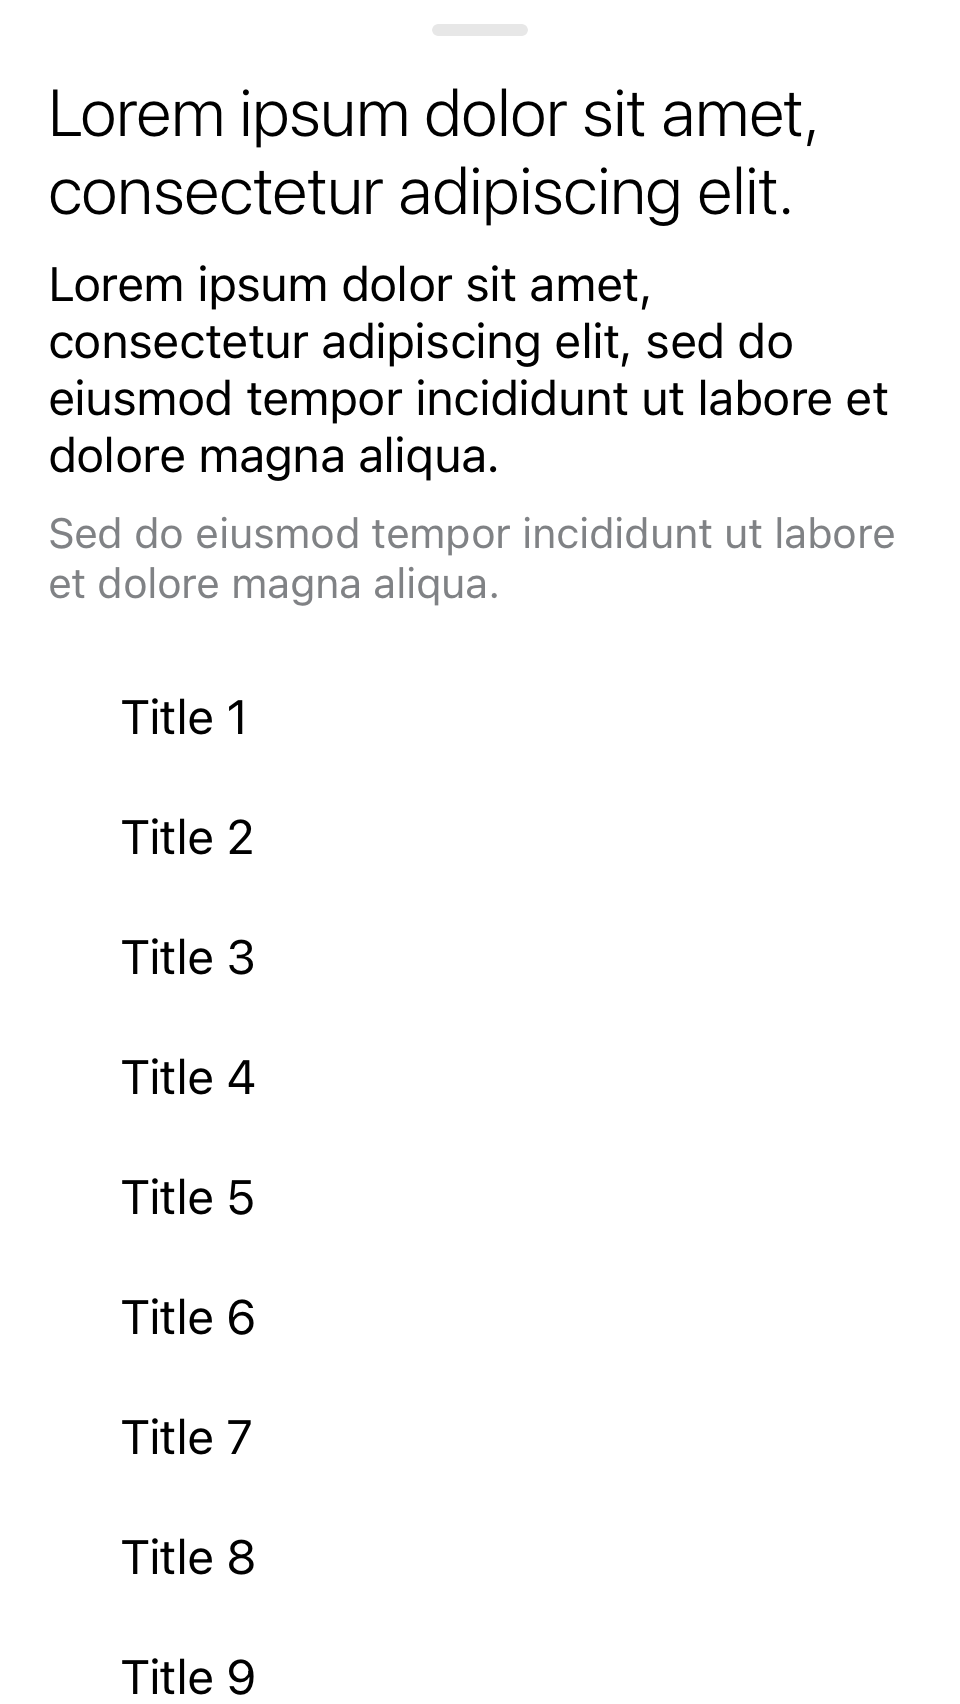 Lorem ipsum dolor sit amet,
consectetur adipiscing elit.
Lorem ipsum dolor sit amet,
consectetur adipiscing elit, sed do
eiusmod tempor incididunt ut labore et
dolore magna aliqua.
Sed do eiusmod tempor incididunt ut labore
et dolore magna aliqua.
Title 1
Title 2
Title 3
Title 4
Title 5
Title 6
Title 7
Title 8
Title 9